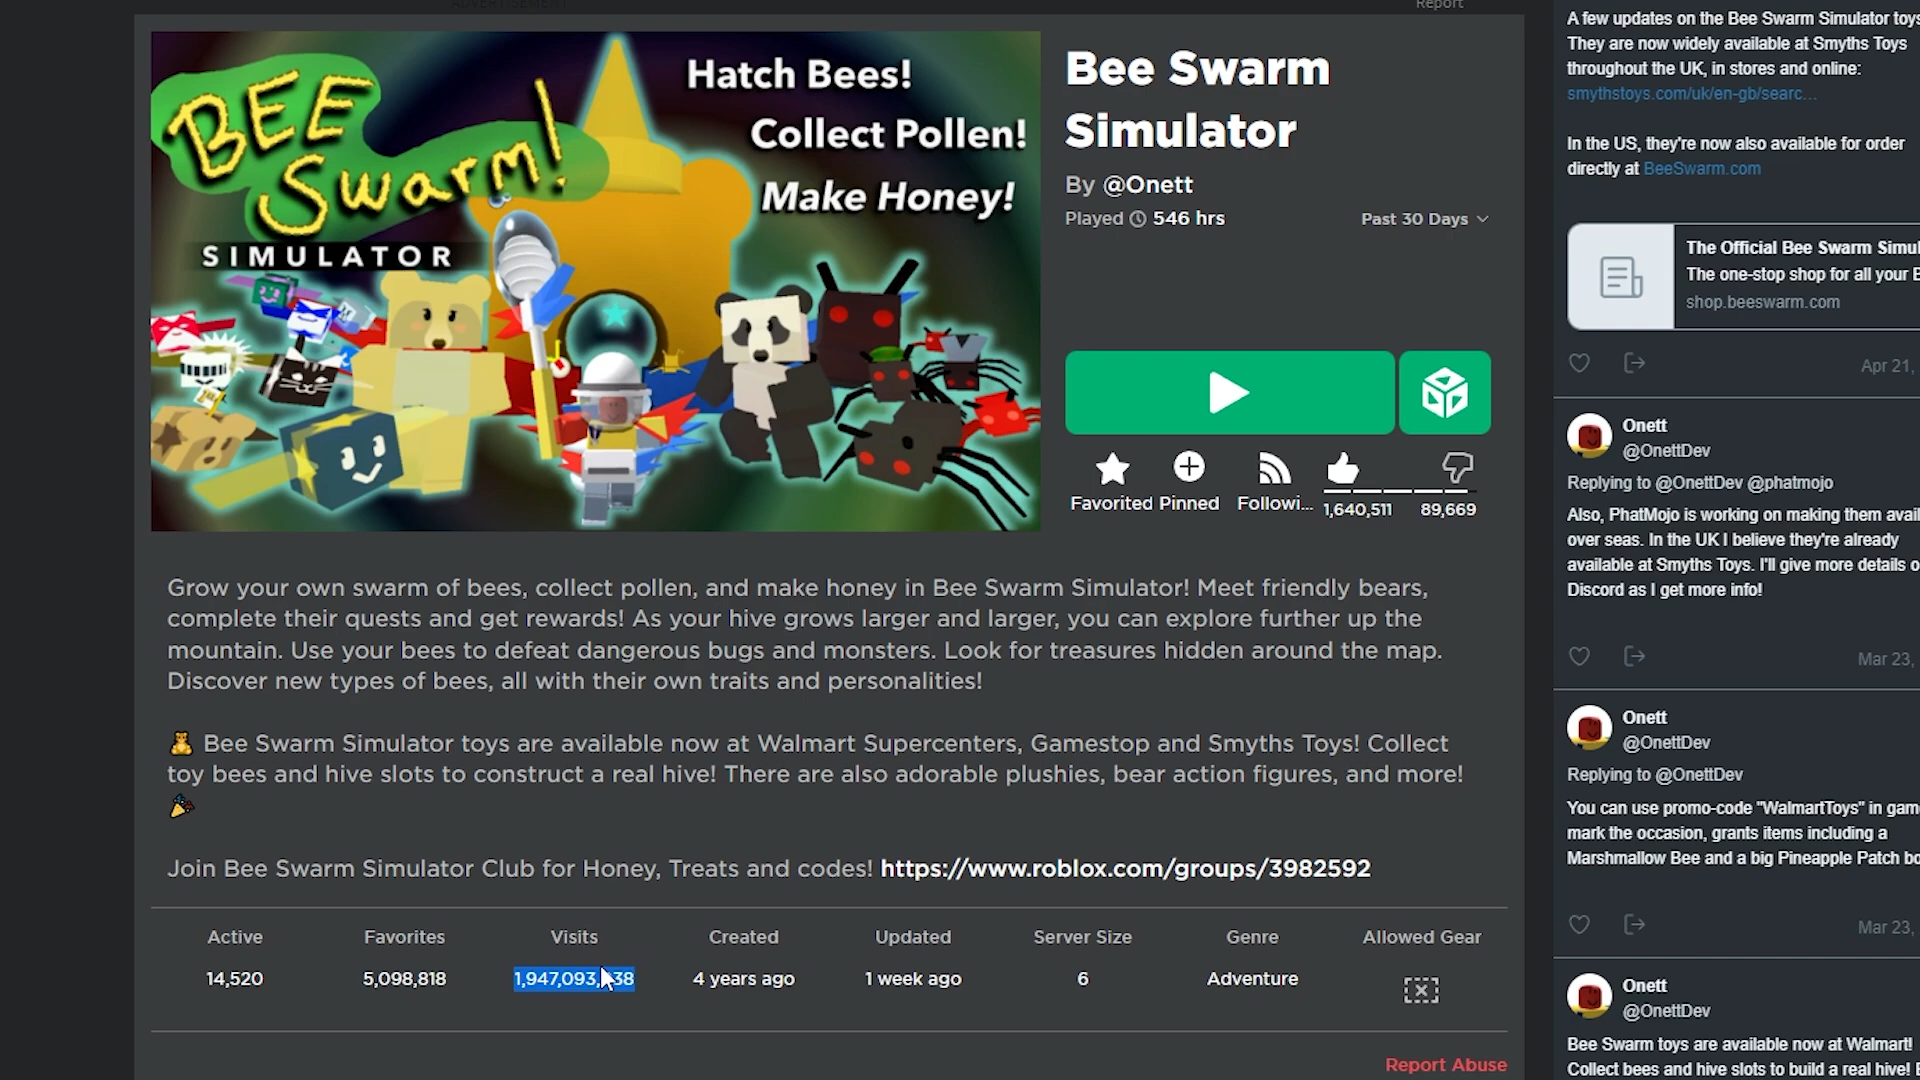 ADVERTISEMENT
Report
BEE
Swarm!
SIMULATOR
Hatch Bees!
Collect Pollen!
Make Honey!
Bee Swarm
Simulator
By @Onett
Played 546 hrs
Past 30 Days
Favorited
Pinned
Followi...
1,640,511
89,669
Grow your own swarm of bees, collect pollen, and make honey in Bee Swarm Simulator! Meet friendly bears,
complete their quests and get rewards! As your hive grows larger and larger, you can explore further up the
mountain. Use your bees to defeat dangerous bugs and monsters. Look for treasures hidden around the map.
Discover new types of bees, all with their own traits and personalities!
🧸 Bee Swarm Simulator toys are available now at Walmart Supercenters, Gamestop and Smyths Toys! Collect
toy bees and hive slots to construct a real hive! There are also adorable plushies, bear action figures, and more!
🎉
Join Bee Swarm Simulator Club for Honey, Treats and codes! https://www.roblox.com/groups/3982592
Active Favorites Visits Created Updated Server Size Genre Allowed Gear
14,520 5,098,818 1,947,093, 38 4 years ago 1 week ago 6 Adventure
Report Abuse
A few updates on the Bee Swarm Simulator toys
They are now widely available at Smyths Toys
throughout the UK, in stores and online:
smythstoys.com/uk/en-gb/searc...
In the US, they're now also available for order
directly at BeeSwarm.com
The Official Bee Swarm Simul
The one-stop shop for all your B
shop.beeswarm.com
Apr 21,
Onett
@OnettDev
Replying to @OnettDev @phatmojo
Also, PhatMojo is working on making them avail
over seas. In the UK I believe they're already
available at Smyths Toys. I'll give more details o
Discord as I get more info!
Mar 23,
Onett
@OnettDev
Replying to @OnettDev
You can use promo-code "WalmartToys" in game
mark the occasion, grants items including a
Marshmallow Bee and a big Pineapple Patch bo
Mar 23,
Onett
@OnettDev
Bee Swarm toys are available now at Walmart!
Collect bees and hive slots to build a real hive! E